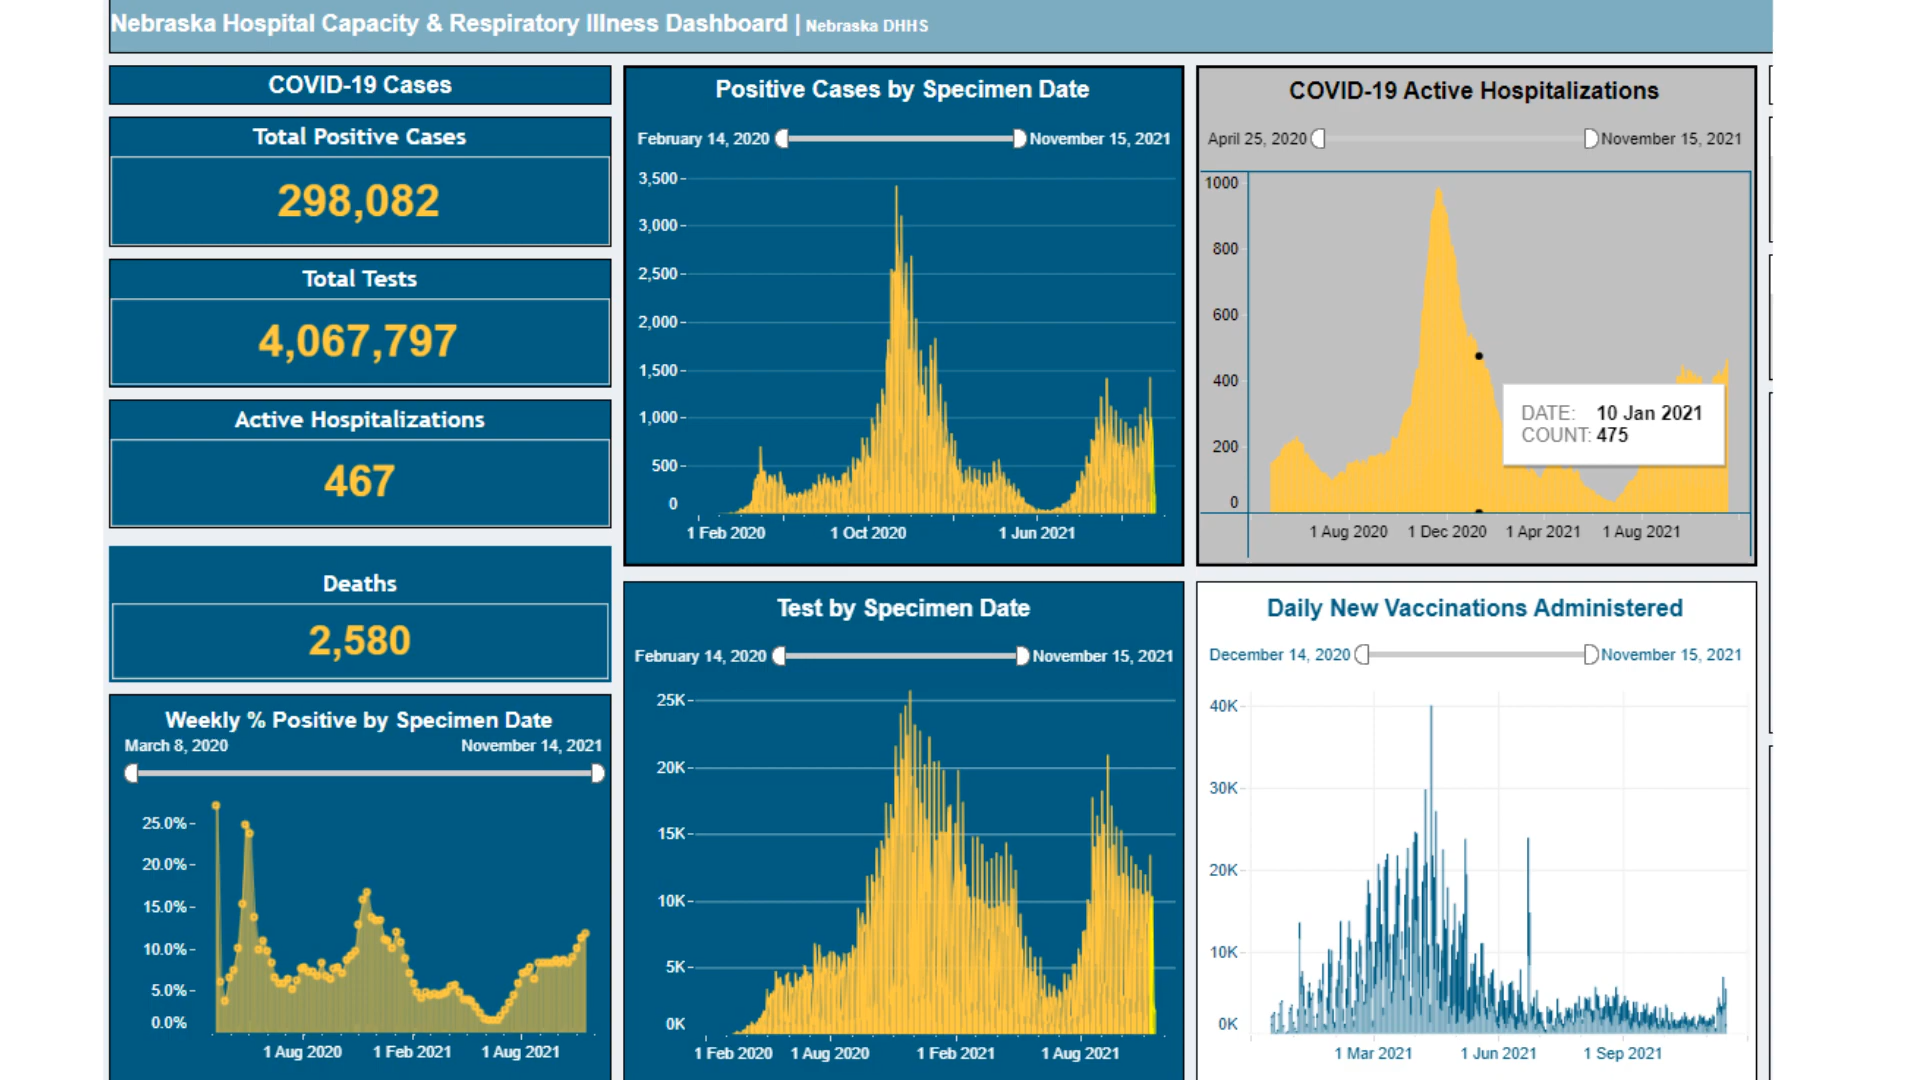 Nebraska Hospital Capacity & Respiratory Illness Dashboard | Nebraska DHHS
COVID-19 Cases
Total Positive Cases
298,082
Total Tests
4,067,797
Active Hospitalizations
467
Deaths
2,580
Weekly % Positive by Specimen Date
March 8, 2020 November 14, 2021
25.0%
20.0%
15.0%
10.0%
5.0%
0.0%
1 Aug 2020 1 Feb 2021 1 Aug 2021
Positive Cases by Specimen Date
February 14, 2020 November 15, 2021
3,500
3,000
2,500
2,000
1,500
1,000
500
0
1 Feb 2020 1 Oct 2020 1 Jun 2021
Test by Specimen Date
February 14, 2020 November 15, 2021
25K
20K
15K
10K
5K
0K
1 Feb 2020 1 Aug 2020 1 Feb 2021 1 Aug 2021
COVID-19 Active Hospitalizations
April 25, 2020 November 15, 2021
1000
800
600
400
200
0
DATE: 10 Jan 2021
COUNT: 475
1 Aug 2020 1 Dec 2020 1 Apr 2021 1 Aug 2021
Daily New Vaccinations Administered
December 14, 2020 November 15, 2021
40K
30K
20K
10K
0K
1 Mar 2021 1 Jun 2021 1 Sep 2021